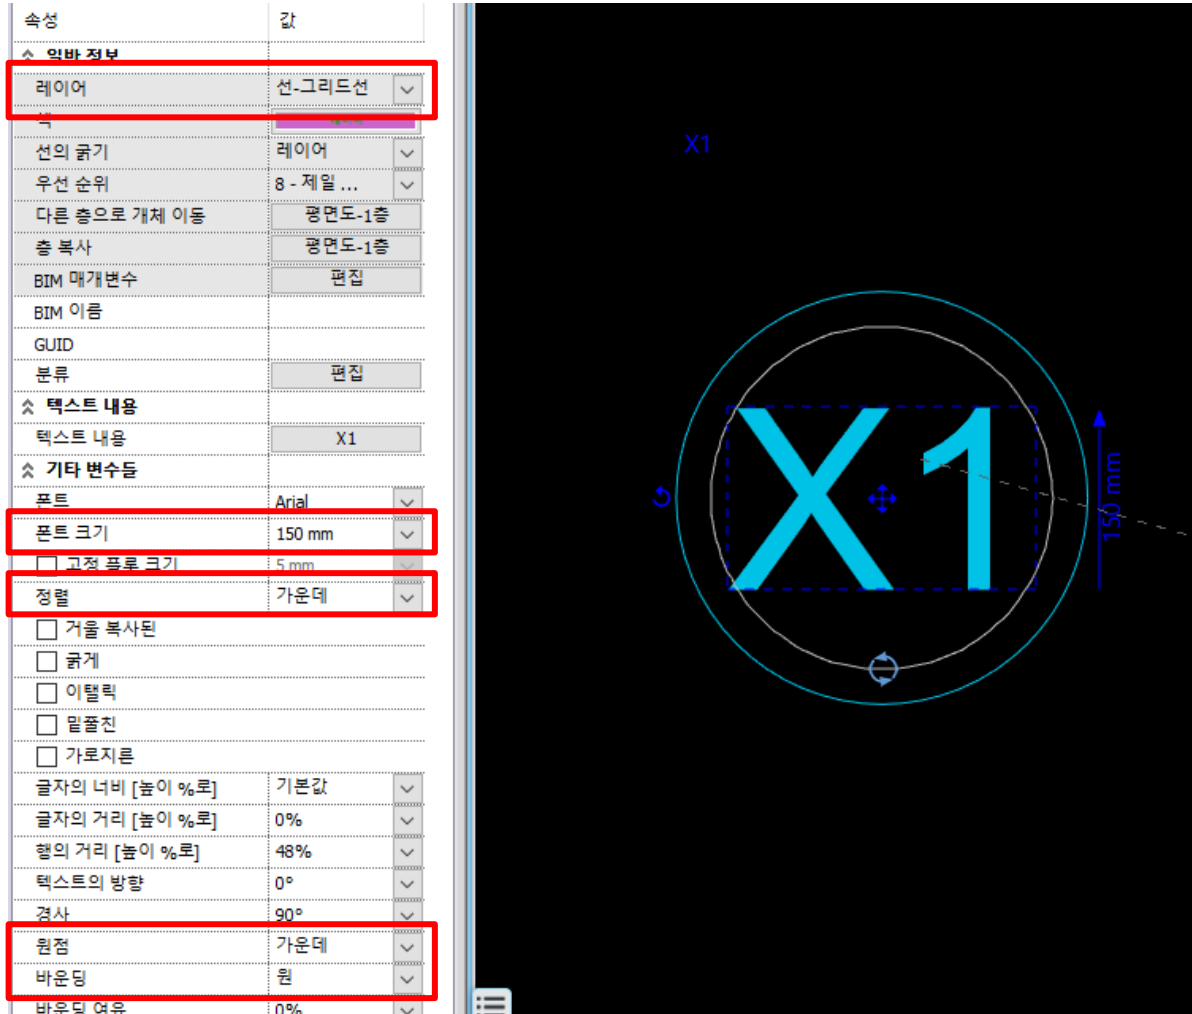 속성 값
일반 정보
레이어 선-그리드선
색
선의 굵기 레이어
우선 순위 8 - 제일 ...
다른 층으로 개체 이동 평면도-1층
층 복사 평면도-1층
BIM 매개변수 편집
BIM 이름
GUID
분류 편집
텍스트 내용
텍스트 내용 X1
기타 변수들
폰트 Arial
폰트 크기 150 mm
고정 플롯 크기 5 mm
정렬 가운데
거울 복사된
굵게
이탤릭
밑줄친
가로지른
글자의 너비 [높이 %로] 기본값
글자의 거리 [높이 %로] 0%
행의 거리 [높이 %로] 48%
텍스트의 방향 0°
경사 90°
원점 가운데
바운딩 원
바운딩 여유 0%
X1
X1
150 mm